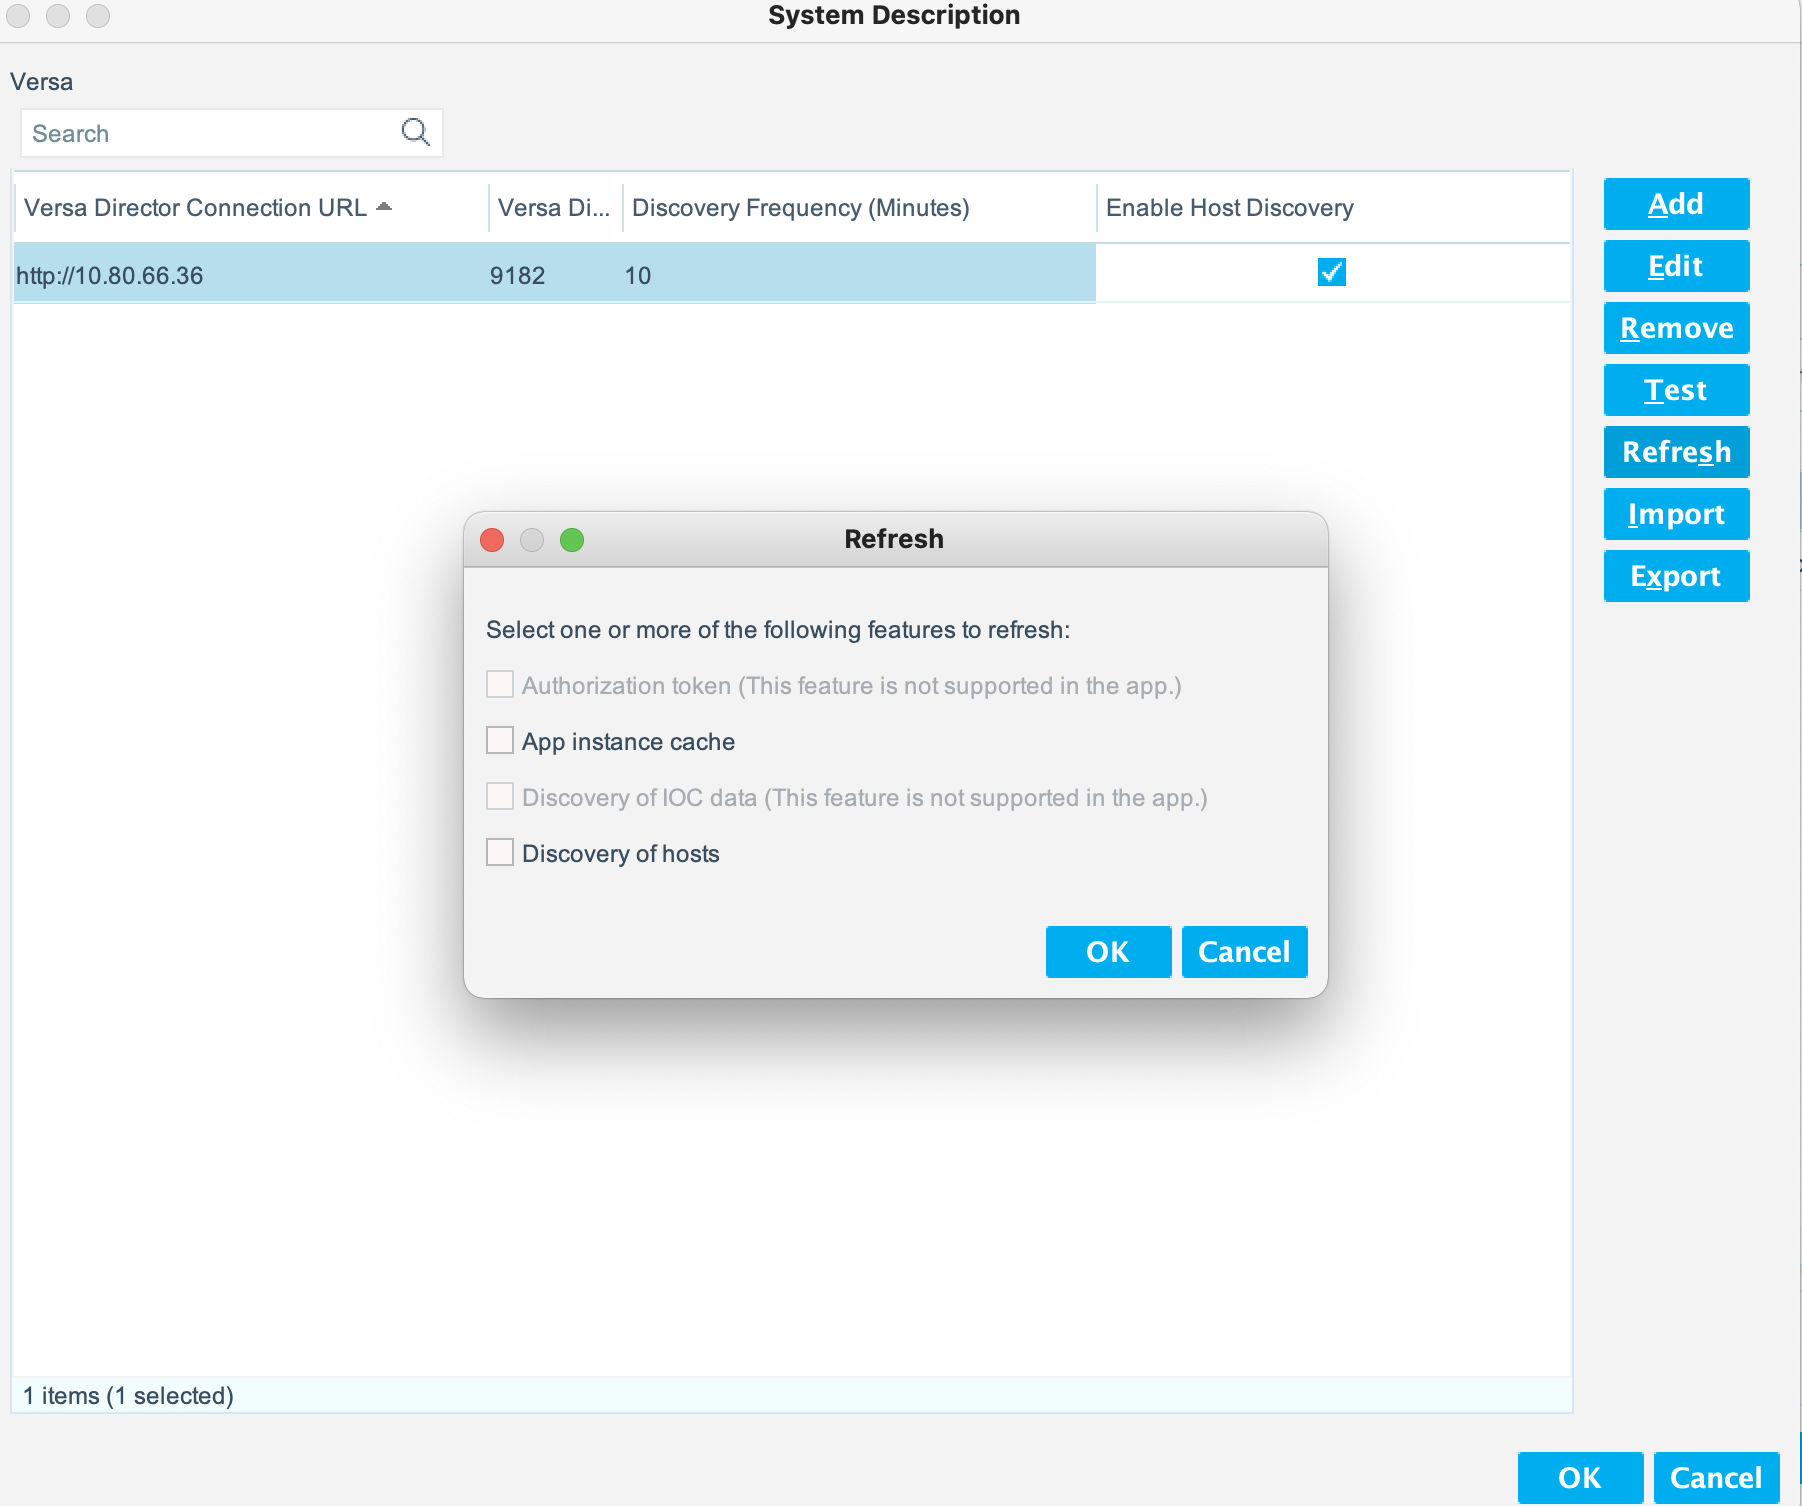 System Description
Versa
Search
Versa Director Connection URL
Versa Di...
Discovery Frequency (Minutes)
Enable Host Discovery
http://10.80.66.36
9182
10
Add
Edit
Remove
Test
Refresh
Import
Export
Refresh
Select one or more of the following features to refresh:
Authorization token (This feature is not supported in the app.)
App instance cache
Discovery of IOC data (This feature is not supported in the app.)
Discovery of hosts
OK
Cancel
1 items (1 selected)
OK
Cancel